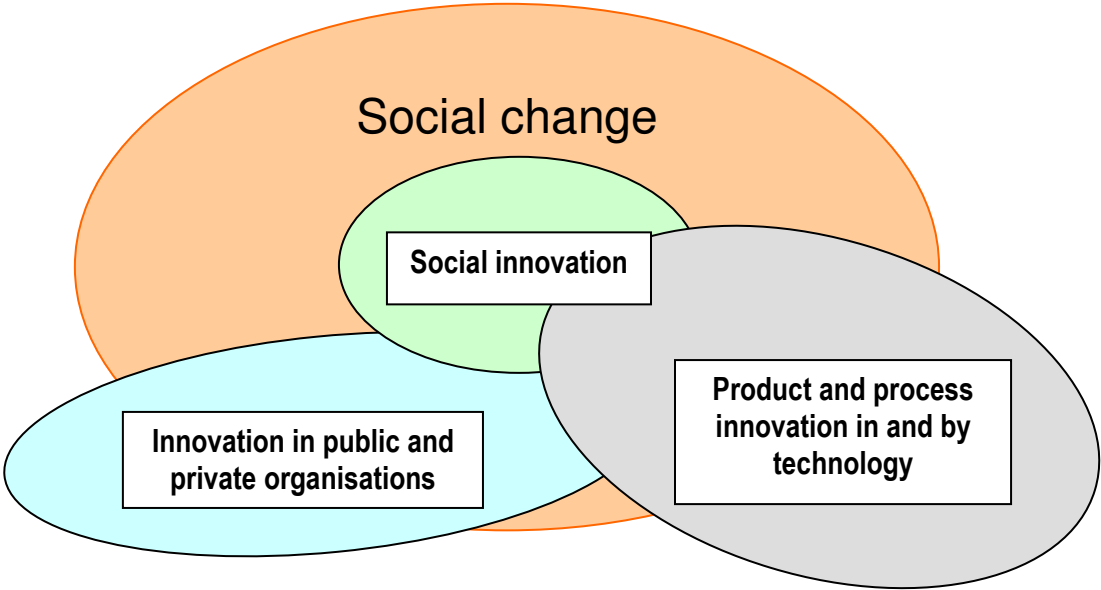 Social change
Social innovation
Product and process
innovation in and by
technology
Innovation in public and
private organisations